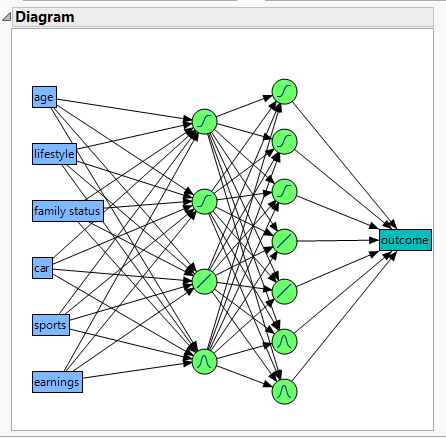 Diagram
age
lifestyle
family status
car
sports
earnings
outcome